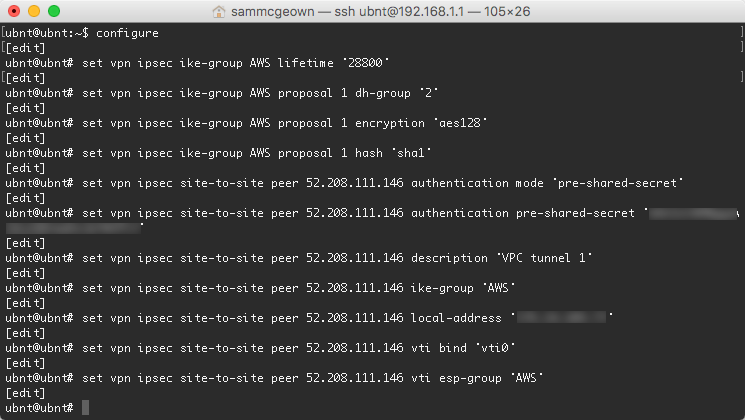 sammcgeown — ssh ubnt@192.168.1.1 — 105×26
[ubnt@ubnt:~$ configure ]
[edit]
ubnt@ubnt# set vpn ipsec ike-group AWS lifetime '28800'
[edit]
ubnt@ubnt# set vpn ipsec ike-group AWS proposal 1 dh-group '2'
[edit]
ubnt@ubnt# set vpn ipsec ike-group AWS proposal 1 encryption 'aes128'
[edit]
ubnt@ubnt# set vpn ipsec ike-group AWS proposal 1 hash 'sha1'
[edit]
ubnt@ubnt# set vpn ipsec site-to-site peer 52.208.111.146 authentication mode 'pre-shared-secret'
[edit]
ubnt@ubnt# set vpn ipsec site-to-site peer 52.208.111.146 authentication pre-shared-secret '
'
[edit]
ubnt@ubnt# set vpn ipsec site-to-site peer 52.208.111.146 description 'VPC tunnel 1'
[edit]
ubnt@ubnt# set vpn ipsec site-to-site peer 52.208.111.146 ike-group 'AWS'
[edit]
ubnt@ubnt# set vpn ipsec site-to-site peer 52.208.111.146 local-address ' '
[edit]
ubnt@ubnt# set vpn ipsec site-to-site peer 52.208.111.146 vti bind 'vti0'
[edit]
ubnt@ubnt# set vpn ipsec site-to-site peer 52.208.111.146 vti esp-group 'AWS'
[edit]
ubnt@ubnt#